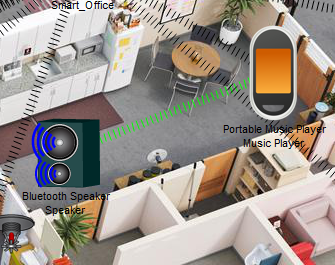 Smart_Office
Portable Music Player
Music Player
Bluetooth Speaker
Speaker